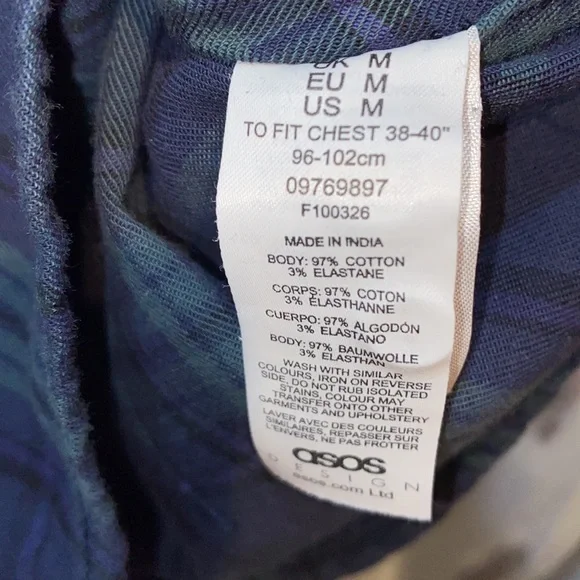 UK M
EU M
US M
TO FIT CHEST 38-40"
96-102cm
09769897
F100326
MADE IN INDIA
BODY: 97% COTTON
3% ELASTANE
CORPS: 97% COTON
3% ELASTHANNE
CUERPO: 97% ALGODÓN
3% ELASTANO
BODY: 97% BAUMWOLLE
3% ELASTHAN
WASH WITH SIMILAR
COLOURS, IRON ON REVERSE
SIDE, DO NOT RUB ISOLATED
STAINS, COLOUR MAY
TRANSFER ONTO OTHER
GARMENTS AND UPHOLSTERY
LAVER AVEC DES COULEURS
SIMILAIRES, REPASSER SUR
L'ENVERS, NE PAS FROTTER
asos
DESIGN
asos.com Ltd